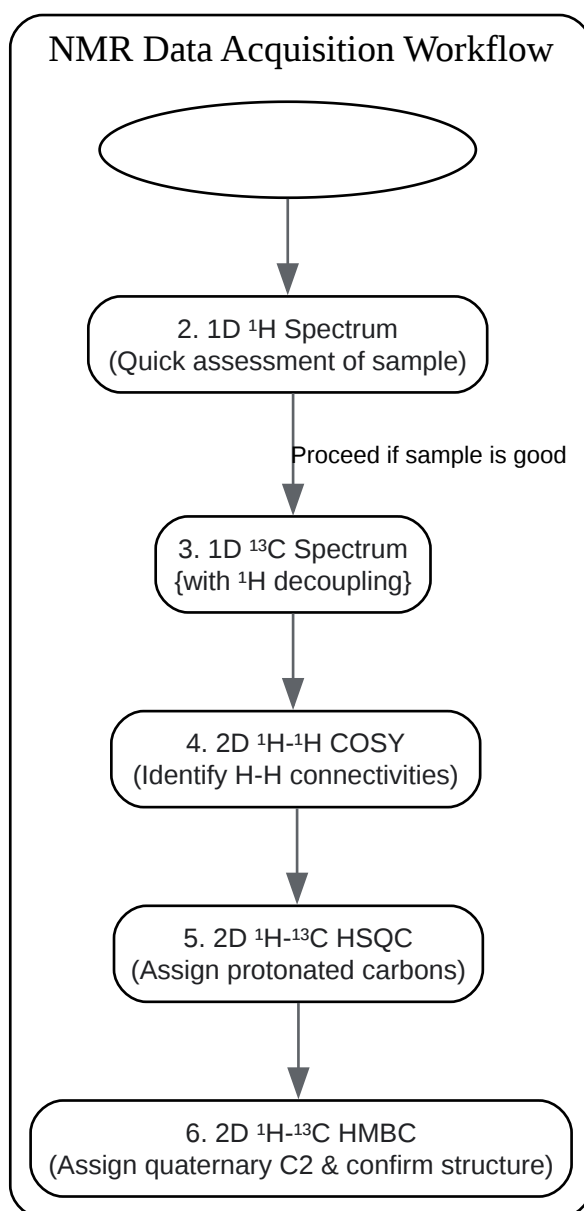 NMR Data Acquisition Workflow
2. 1D ¹H Spectrum
(Quick assessment of sample)
Proceed if sample is good
3. 1D ¹³C Spectrum
{with ¹H decoupling}
4. 2D ¹H-¹H COSY
(Identify H-H connectivities)
5. 2D ¹H-¹³C HSQC
(Assign protonated carbons)
6. 2D ¹H-¹³C HMBC
(Assign quaternary C2 & confirm structure)